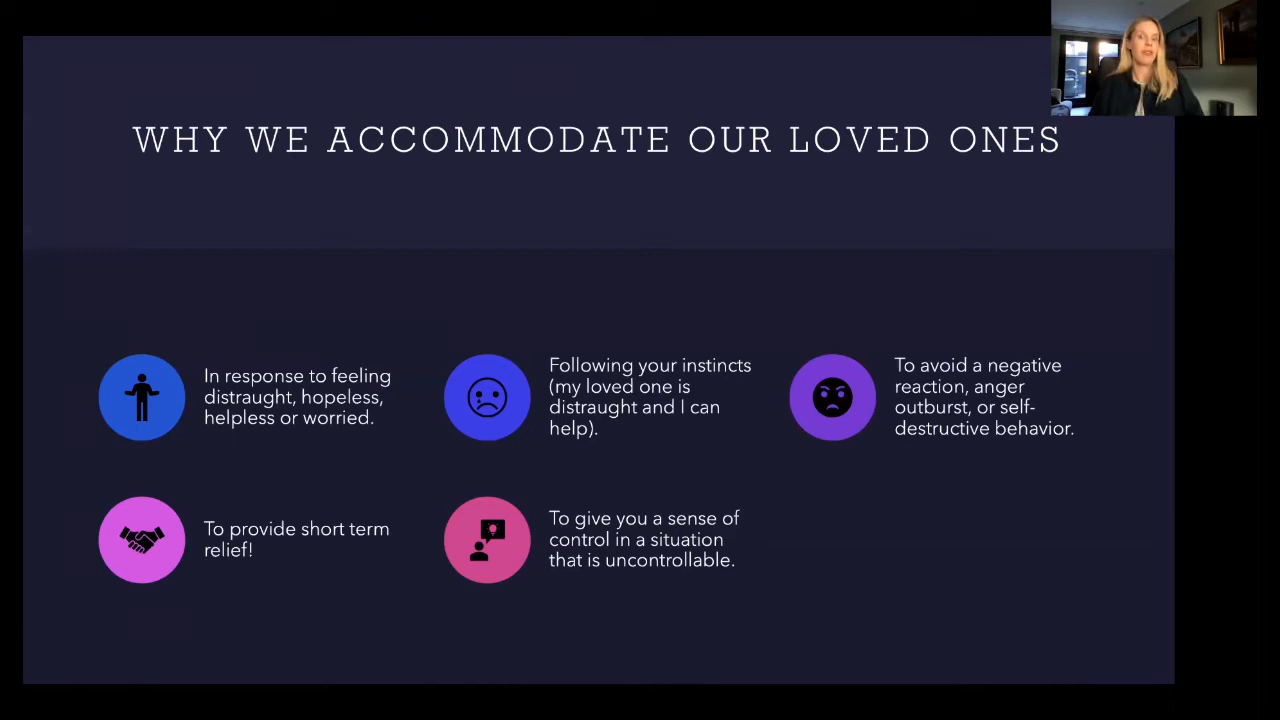 WHY WE ACCOMMODATE OUR LOVED ONES
In response to feeling
distraught, hopeless,
helpless or worried.
Following your instincts
(my loved one is
distraught and I can
help).
To avoid a negative
reaction, anger
outburst, or self-
destructive behavior.
To provide short term
relief!
To give you a sense of
control in a situation
that is uncontrollable.